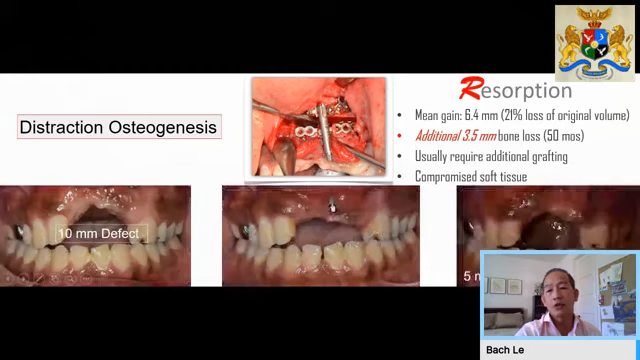 Resorption
Distraction Osteogenesis
• Mean gain: 6.4 mm (21% loss of original volume)
• Additional 3.5 mm bone loss (50 mos)
• Usually require additional grafting
• Compromised soft tissue
10 mm Defect
5 m
Bach Le